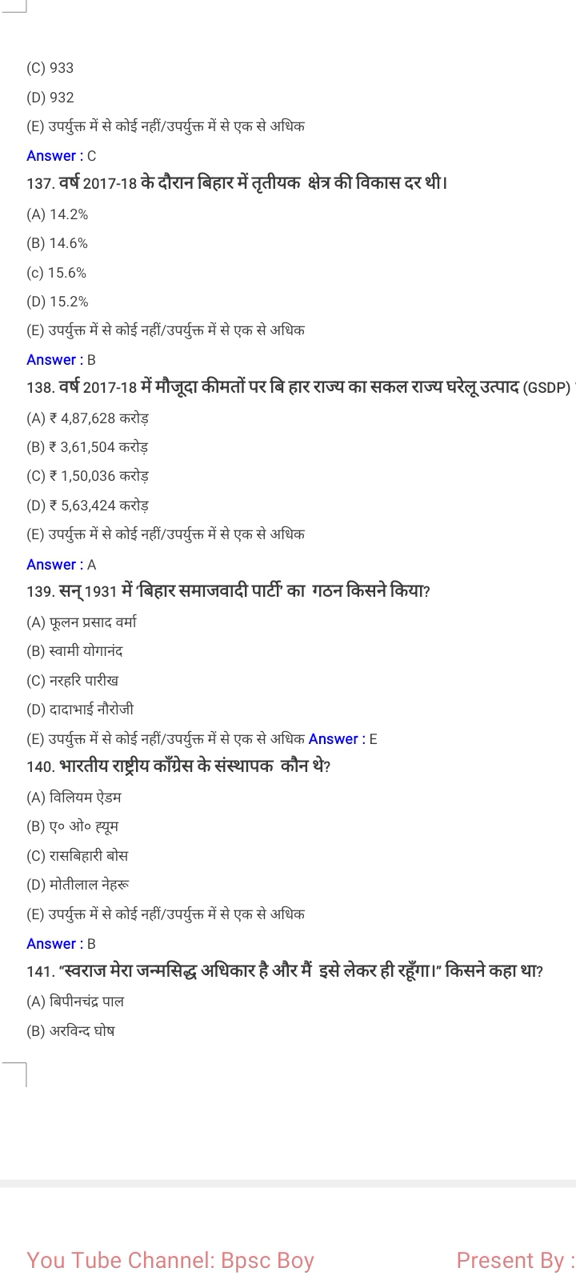 (C) 933
(D) 932
(E) उपर्युक्त में से कोई नहीं/उपर्युक्त में से एक से अधिक
Answer : C
137. वर्ष 2017-18 के दौरान बिहार में तृतीयक क्षेत्र की विकास दर थी।
(A) 14.2%
(B) 14.6%
(c) 15.6%
(D) 15.2%
(E) उपर्युक्त में से कोई नहीं/उपर्युक्त में से एक से अधिक
Answer : B
138. वर्ष 2017-18 में मौजूदा कीमतों पर बि हार राज्य का सकल राज्य घरेलू उत्पाद (GSDP)
(A) ₹ 4,87,628 करोड़
(B) ₹ 3,61,504 करोड़
(C) ₹ 1,50,036 करोड़
(D) ₹ 5,63,424 करोड़
(E) उपर्युक्त में से कोई नहीं/उपर्युक्त में से एक से अधिक
Answer : A
139. सन् 1931 में 'बिहार समाजवादी पार्टी' का गठन किसने किया?
(A) फूलन प्रसाद वर्मा
(B) स्वामी योगानंद
(C) नरहरि पारीख
(D) दादाभाई नौरोजी
(E) उपर्युक्त में से कोई नहीं/उपर्युक्त में से एक से अधिक Answer : E
140. भारतीय राष्ट्रीय काँग्रेस के संस्थापक कौन थे?
(A) विलियम ऐडम
(B) ए० ओ० ह्यूम
(C) रासबिहारी बोस
(D) मोतीलाल नेहरू
(E) उपर्युक्त में से कोई नहीं/उपर्युक्त में से एक से अधिक
Answer : B
141. "स्वराज मेरा जन्मसिद्ध अधिकार है और मैं इसे लेकर ही रहूँगा।" किसने कहा था?
(A) बिपीनचंद्र पाल
(B) अरविन्द घोष
You Tube Channel: Bpsc Boy Present By :